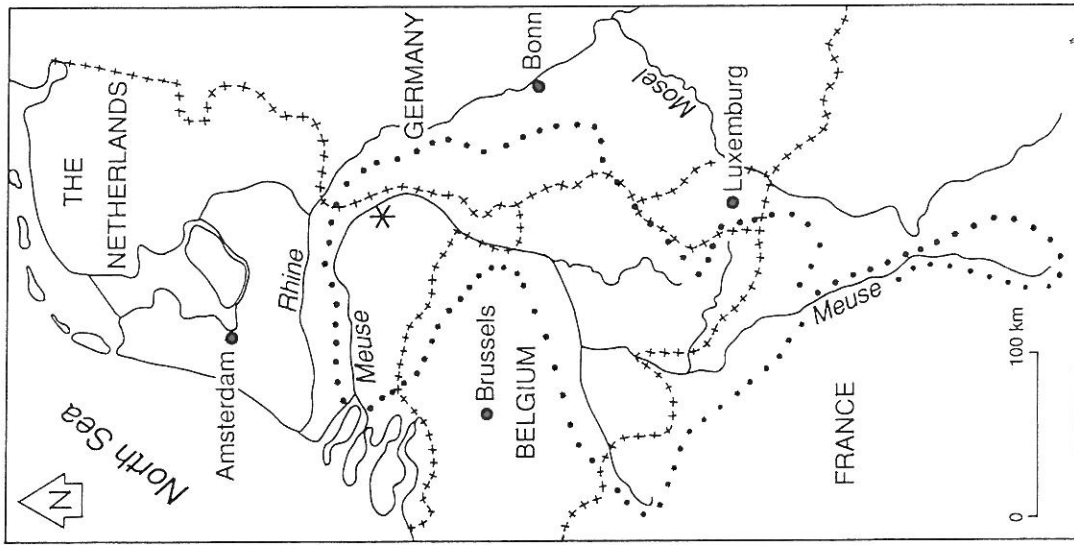 N
North Sea
THE
NETHERLANDS
Amsterdam
Rhine
Meuse
GERMANY
Bonn
Brussels
BELGIUM
Mosel
Luxemburg
Meuse
FRANCE
0 100 km